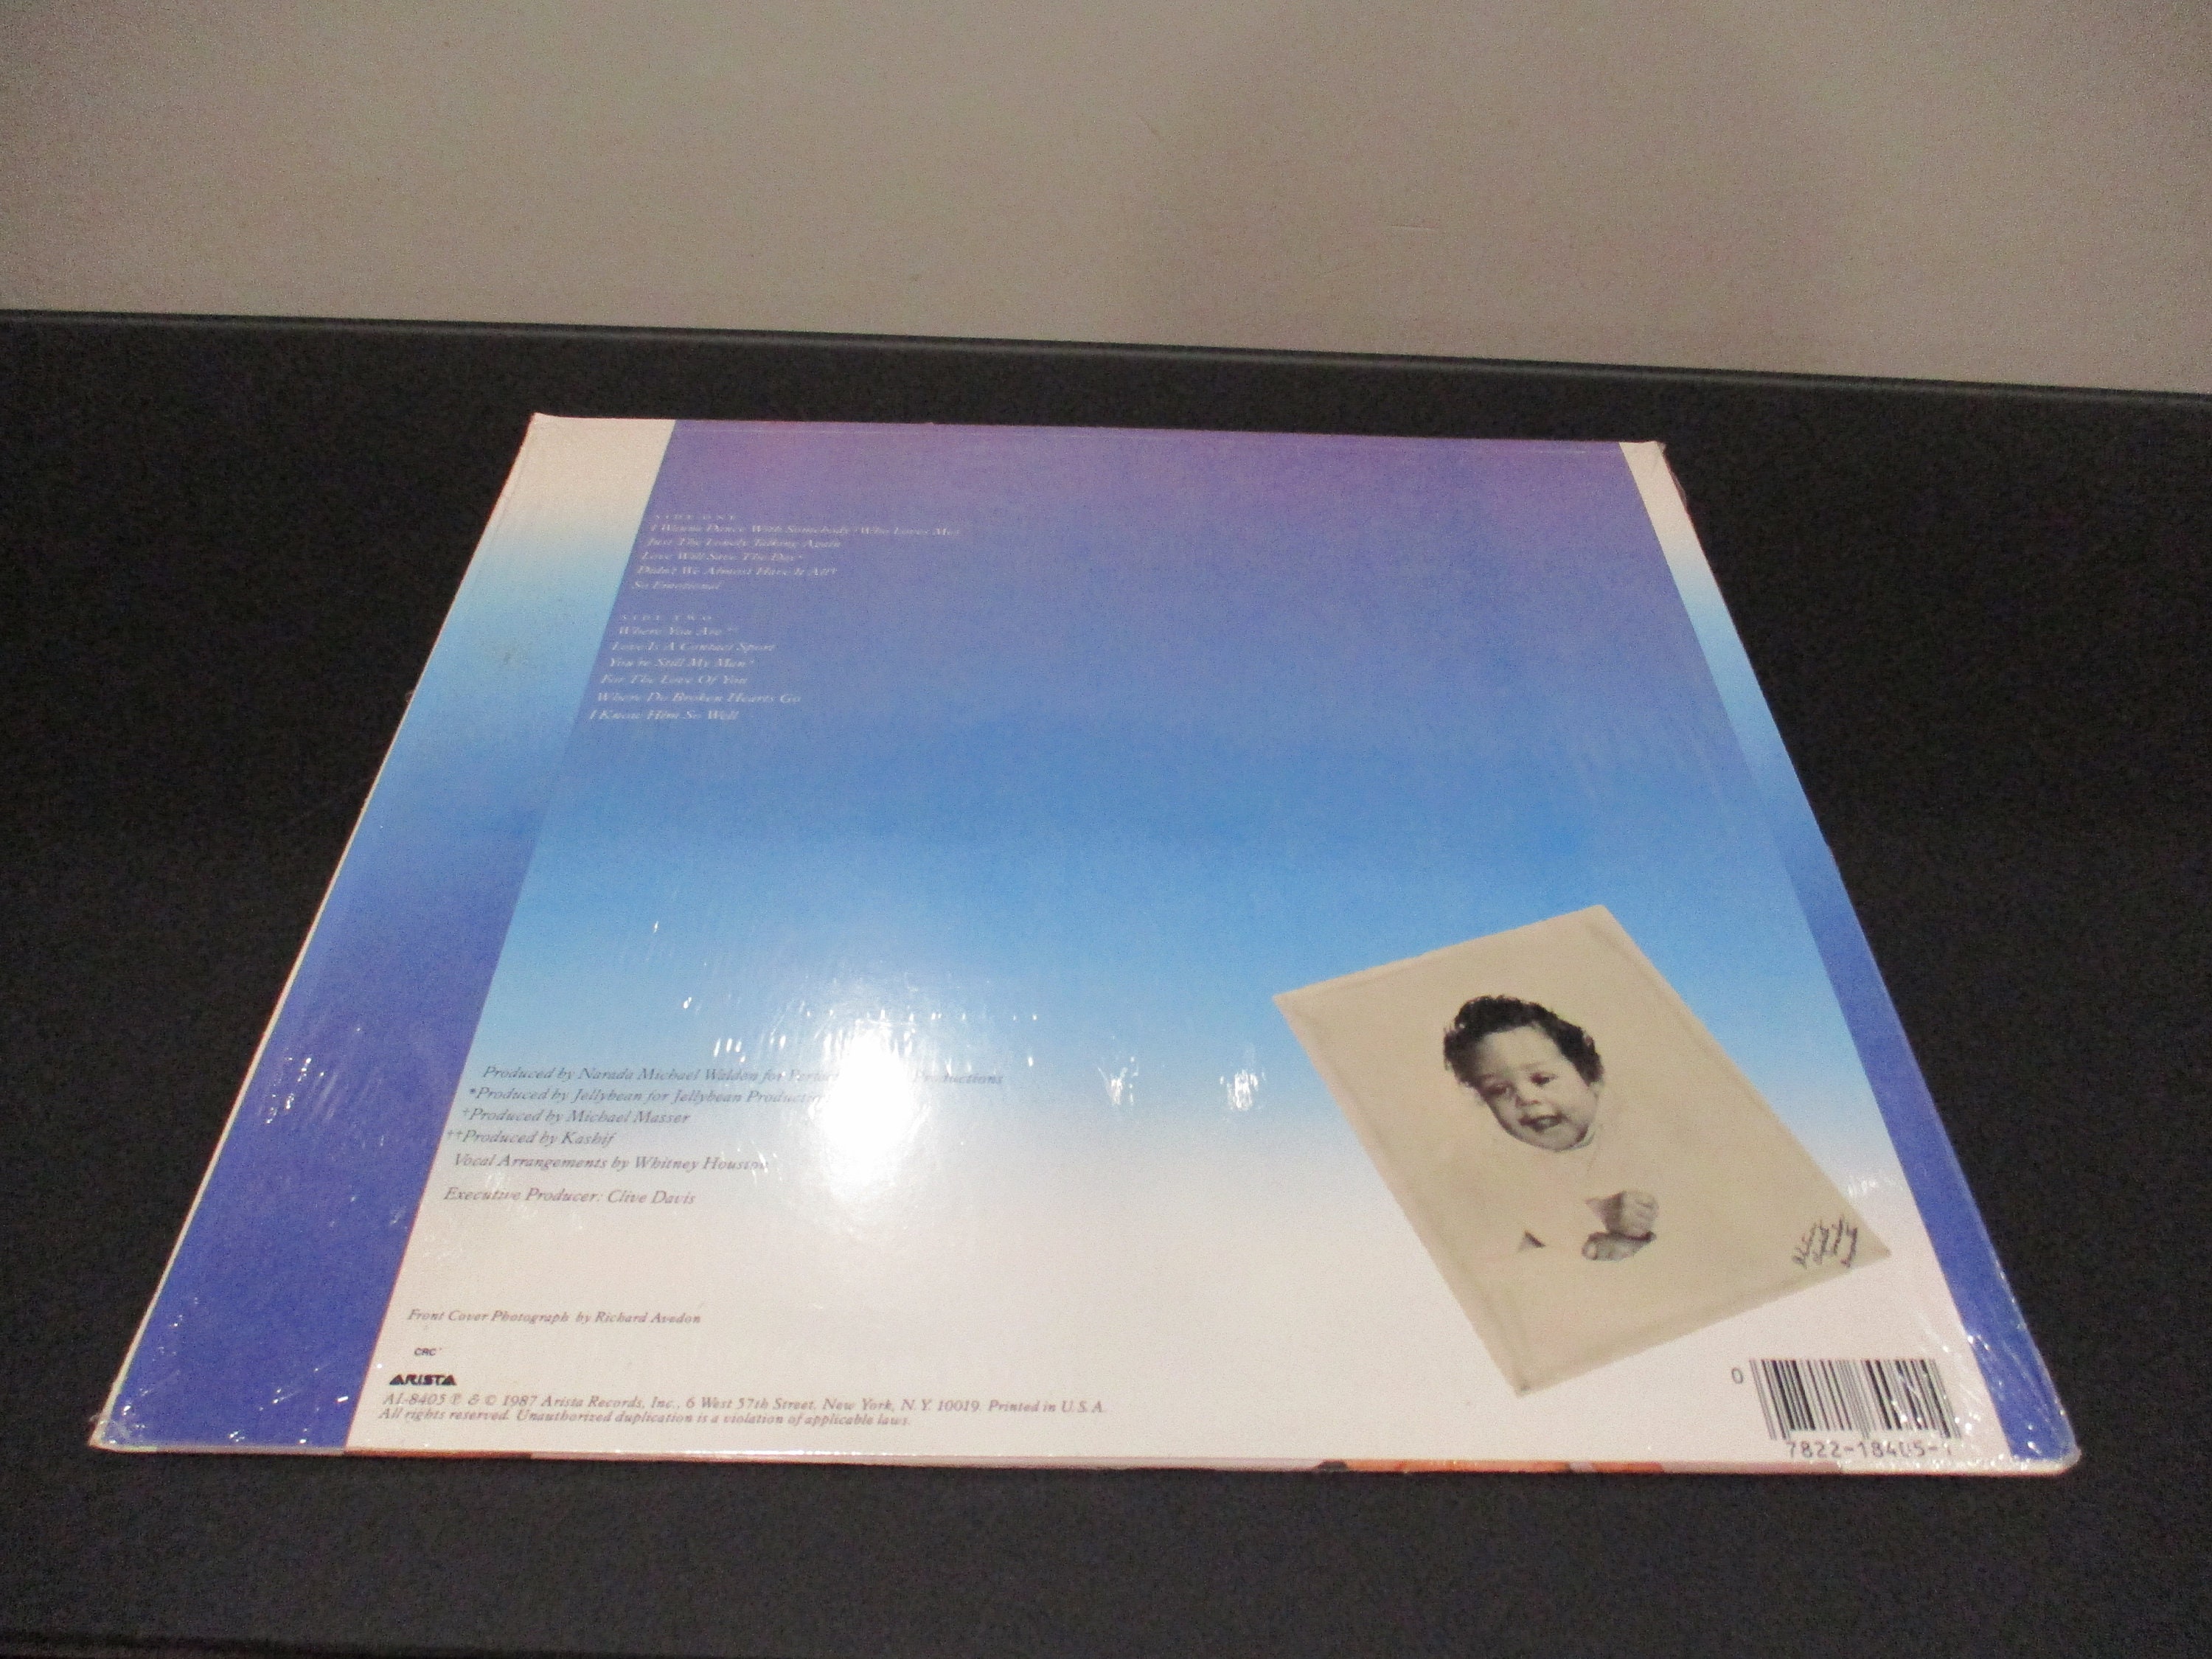 SIDE ONE
I Wanna Dance With Somebody (Who Loves Me)
Just The Lonely Talking Again
Love Will Save The Day*
Didn't We Almost Have It All†
So Emotional
SIDE TWO
Where You Are††
Love Is A Contact Sport
You're Still My Man†
For The Love Of You
Where Do Broken Hearts Go
I Know Him So Well
Produced by Narada Michael Walden for Productions
*Produced by Jellybean for Jellybean
†Produced by Michael Masser
††Produced by Kashif
Vocal Arrangements by Whitney Houston
Executive Producer: Clive Davis
Front Cover Photograph by Richard Avedon
CRC
ARISTA
AL-8405 ℗ & © 1987 Arista Records, Inc., 6 West 57th Street, New York, N.Y. 10019. Printed in U.S.A.
All rights reserved. Unauthorized duplication is a violation of applicable laws.
0
7822-18405-1